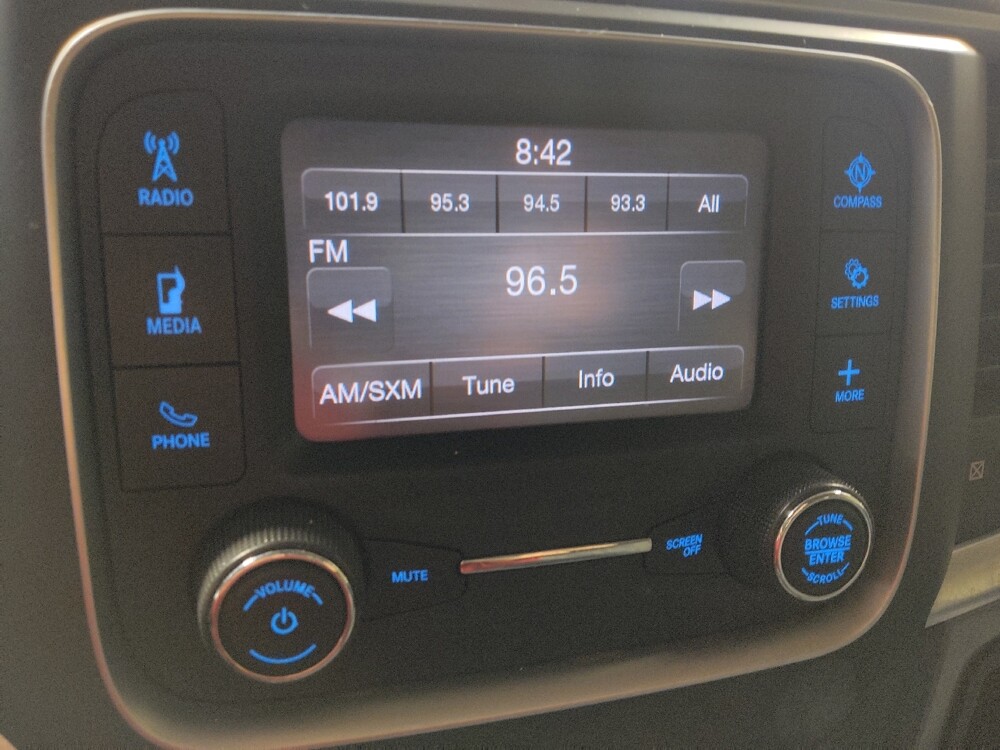 8:42
101.9 95.3 94.5 93.3 All
FM
96.5
AM/SXM Tune Info Audio
RADIO
MEDIA
PHONE
N
COMPASS
SETTINGS
MORE
VOLUME
MUTE
SCREEN
OFF
TUNE
BROWSE
ENTER
SCROLL